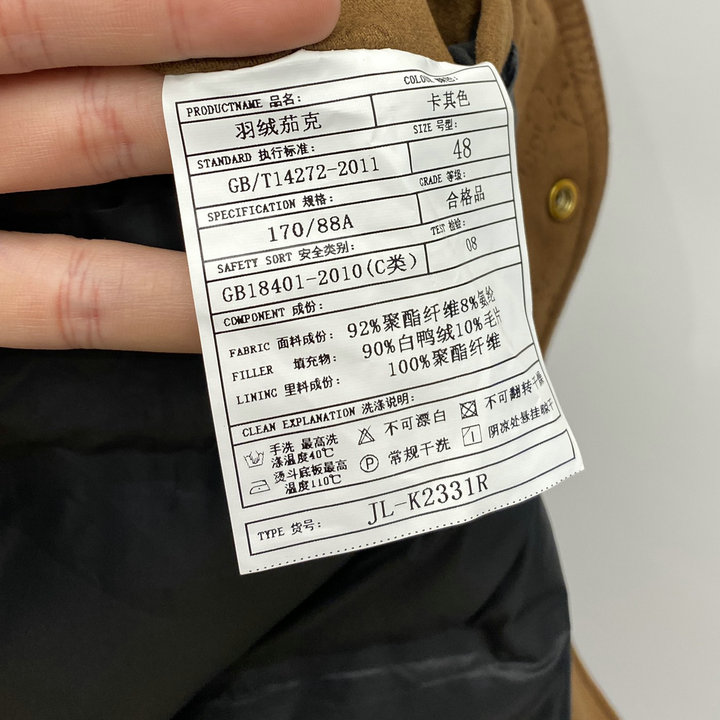 PRODUCTNAME 品名:
羽绒茄克
COLOUR
卡其色
STANDARD 执行标准:
GB/T14272-2011
SIZE 号型:
48
SPECIFICATION 规格:
170/88A
GRADE 等级:
合格品
SAFETY SORT 安全类别:
GB18401-2010(C类)
TEST 检验:
08
COMPONENT 成份:
FABRIC 面料成份: 92%聚酯纤维8%氨纶
FILLER 填充物: 90%白鸭绒10%毛片
LINING 里料成份: 100%聚酯纤维
CLEAN EXPLANATION 洗涤说明:
手洗 最高洗
涤温度40℃
不可漂白
不可翻转干燥
烫斗底板最高
温度110℃
P 常规干洗
阴凉处悬挂晾干
TYPE 货号: JL-K2331R